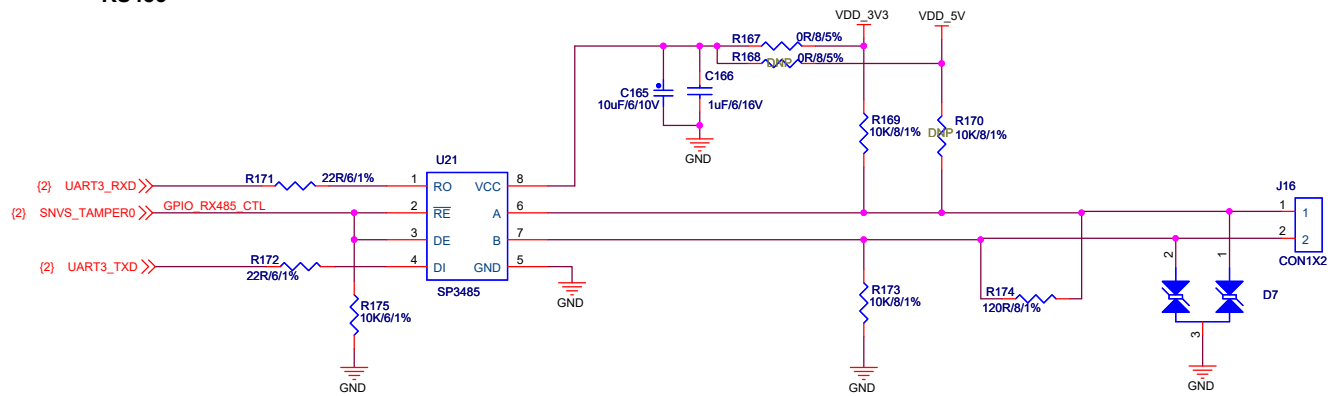 VDD_3V3
VDD_5V
R167
0R/8/5%
R168
DNP
0R/8/5%
C165
10uF/6/10V
C166
1uF/6/16V
GND
R169
10K/8/1%
DNP
R170
10K/8/1%
U21
{2} UART3_RXD
R171
22R/6/1%
1 RO VCC 8
{2} SNVS_TAMPER0 GPIO_RX485_CTL
2 RE A 6
3 DE B 7
{2} UART3_TXD
R172
22R/6/1%
4 DI GND 5
SP3485
GND
R175
10K/6/1%
GND
R173
10K/8/1%
GND
R174
120R/8/1%
J16
1 1
2 2
CON1X2
2
1
D7
3
GND